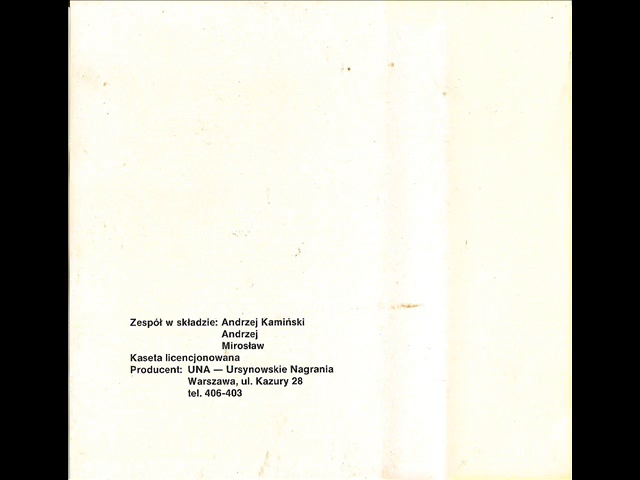 Zespół w składzie: Andrzej Kamiński
Andrzej
Mirosław
Kaseta licencjonowana
Producent: UNA — Ursynowskie Nagrania
Warszawa, ul. Kazury 28
tel. 406-403